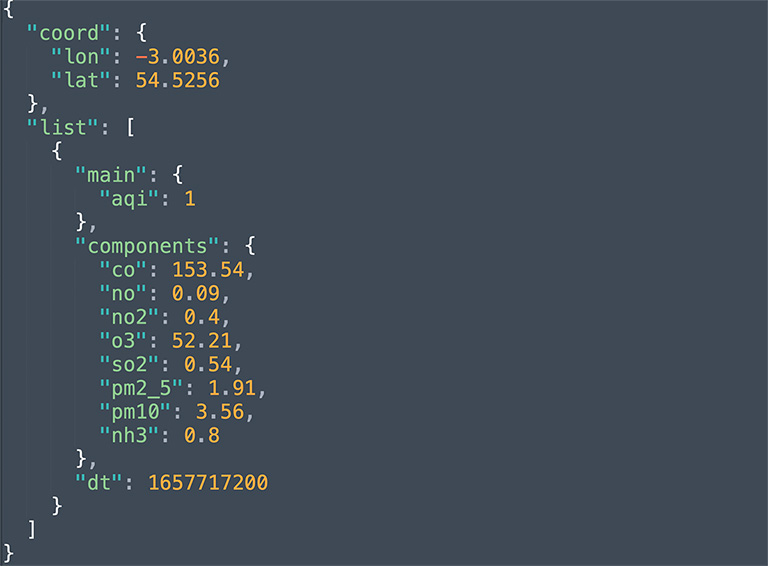 {
  "coord": {
    "lon": -3.0036,
    "lat": 54.5256
  },
  "list": [
    {
      "main": {
        "aqi": 1
      },
      "components": {
        "co": 153.54,
        "no": 0.09,
        "no2": 0.4,
        "o3": 52.21,
        "so2": 0.54,
        "pm2_5": 1.91,
        "pm10": 3.56,
        "nh3": 0.8
      },
      "dt": 1657717200
    }
  ]
}